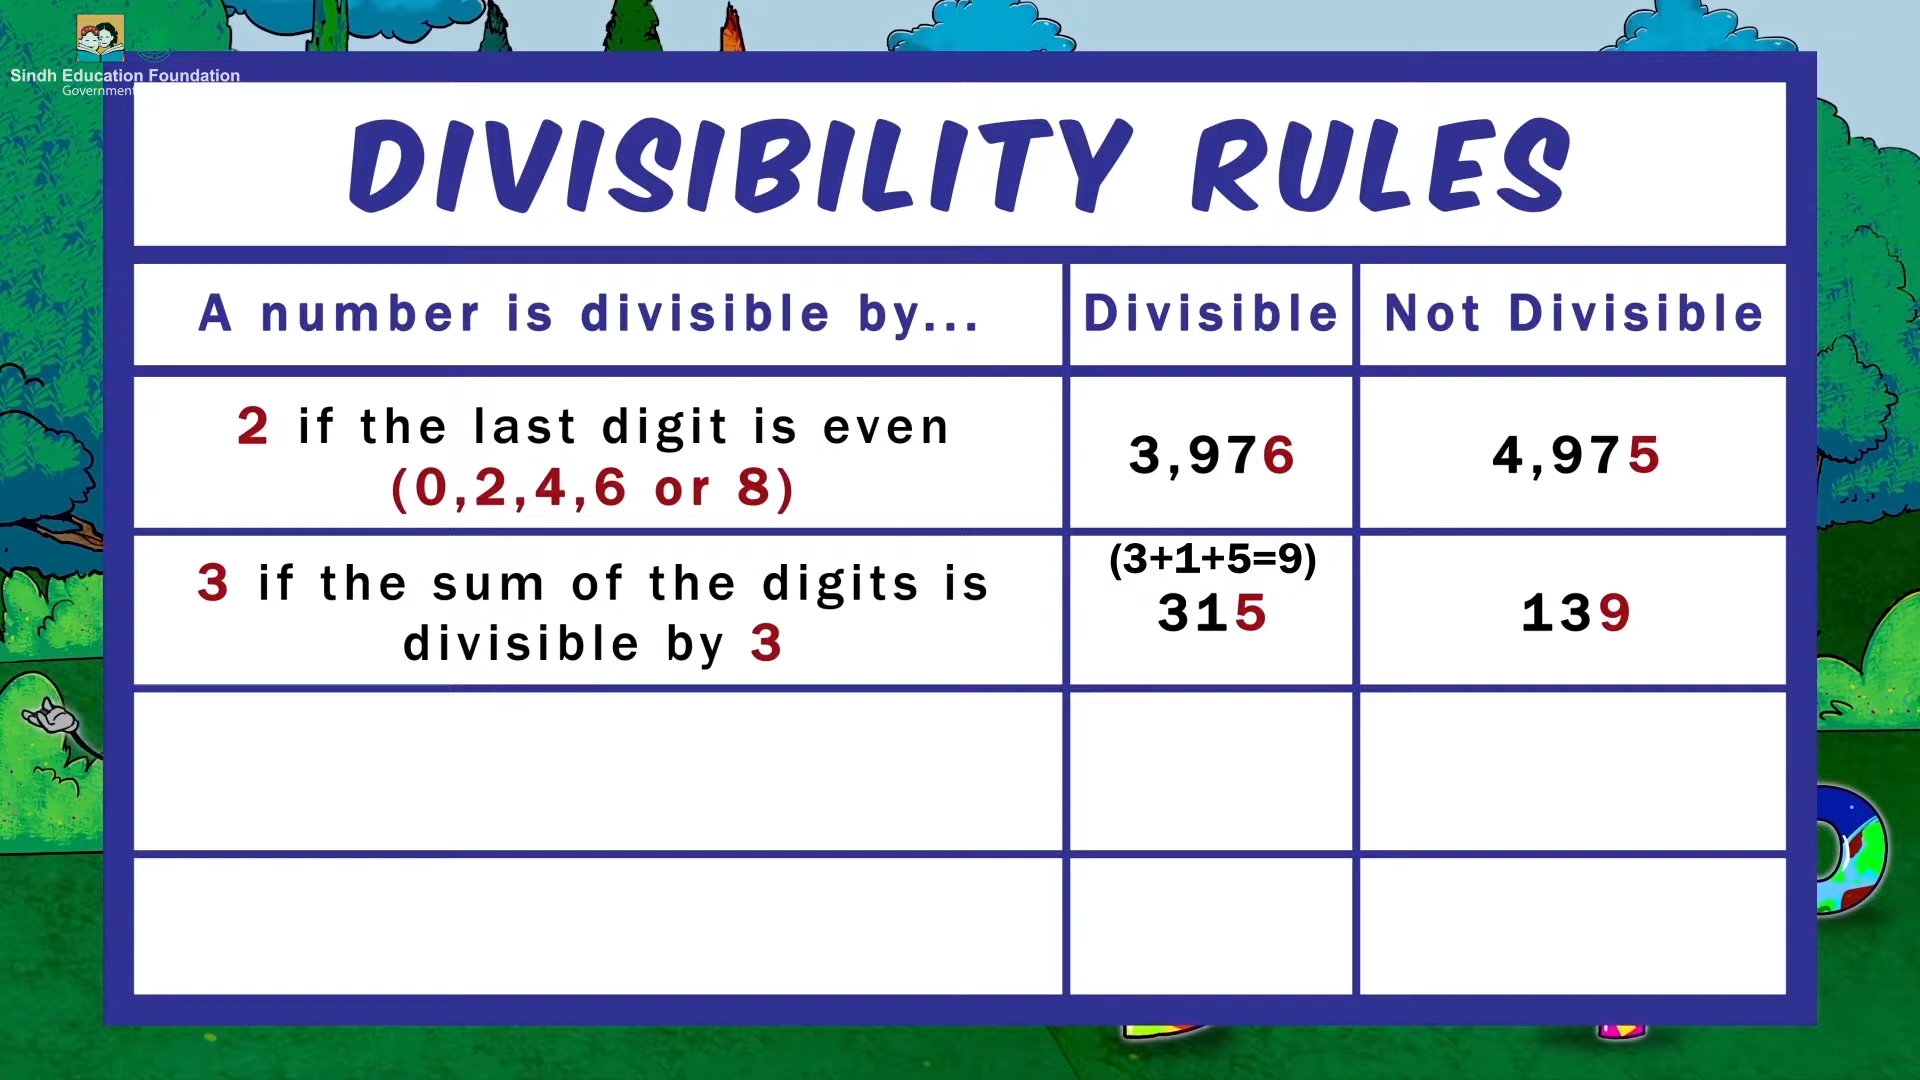 Sindh Education Foundation
Government
DIVISIBILITY RULES
A number is divisible by...
Divisible
Not Divisible
2 if the last digit is even
(0,2,4,6 or 8)
3,976
4,975
3 if the sum of the digits is
divisible by 3
(3+1+5=9)
315
139